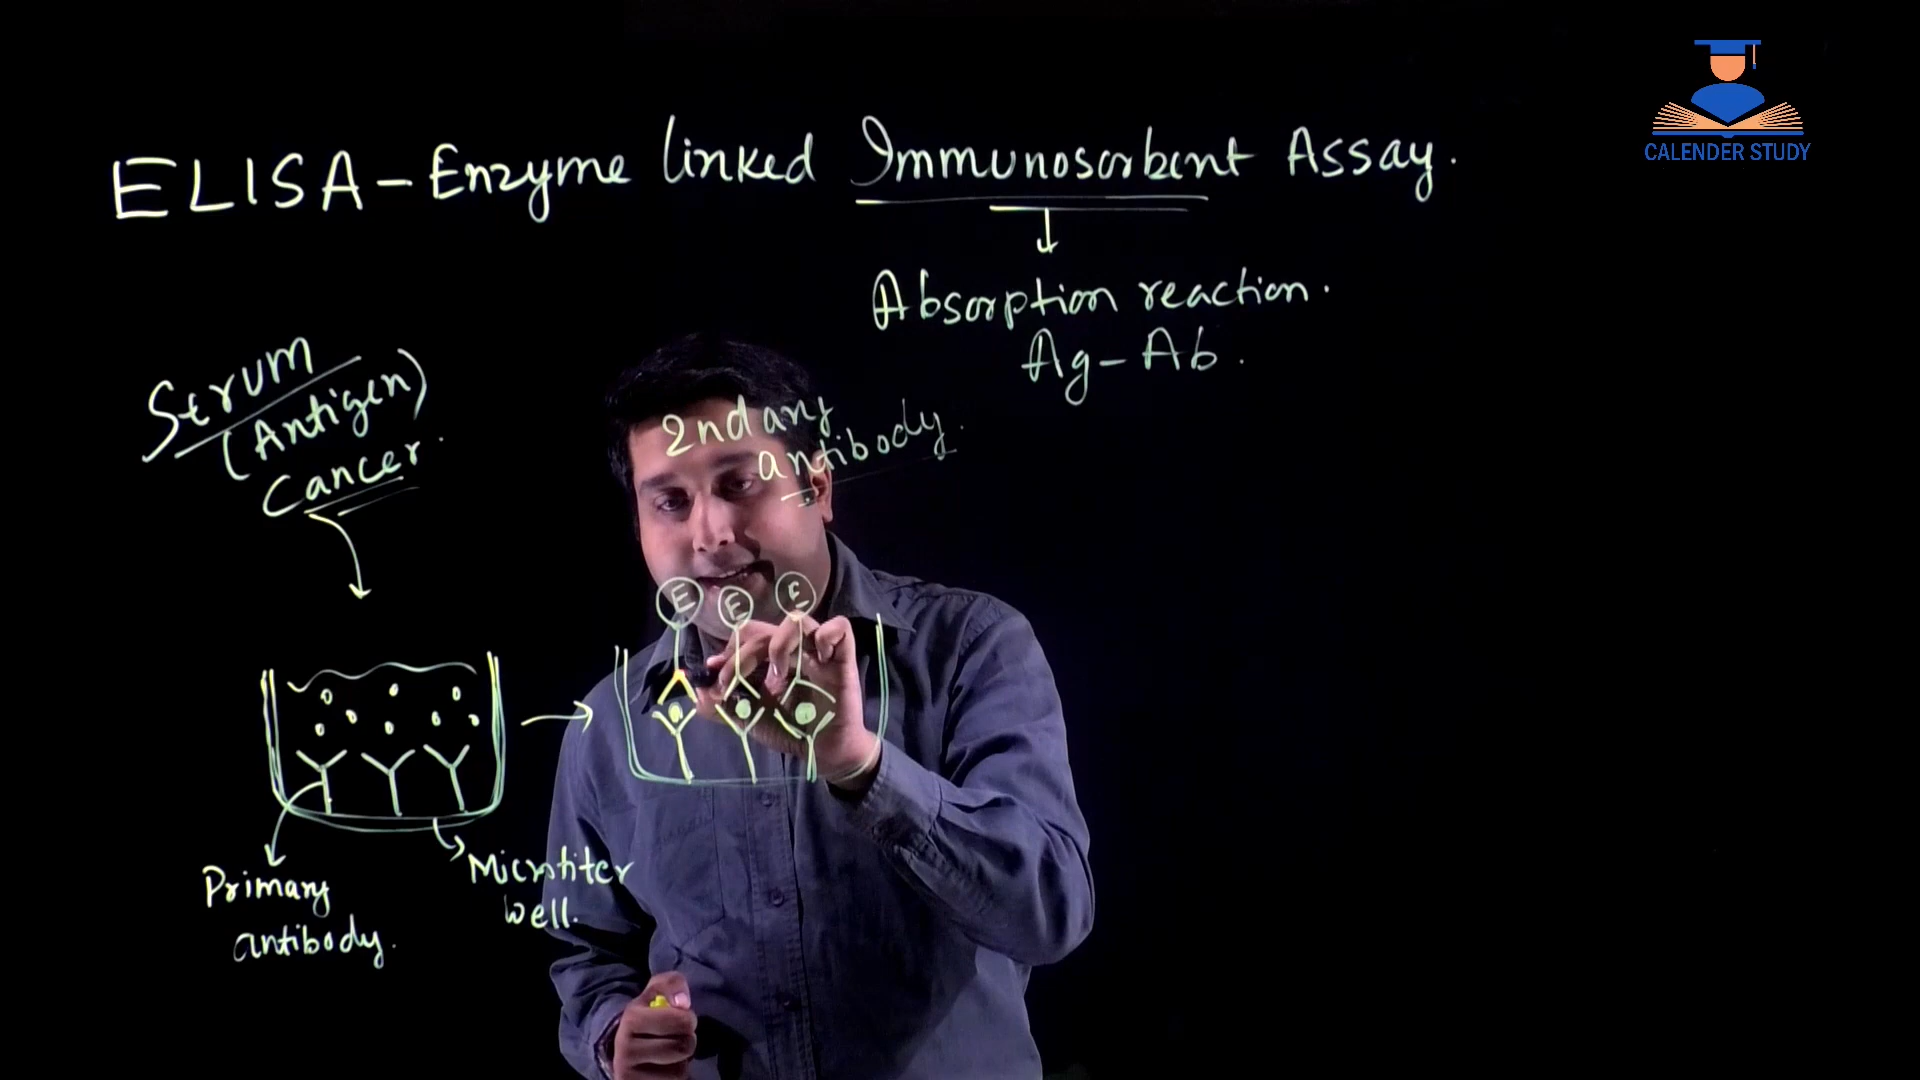 CALENDER STUDY
ELISA - Enzyme linked Immunosorbent Assay.
Absorption reaction.
Ag - Ab.
Serum
(Antigen)
Cancer.
2ndary
antibody.
E E E
Primary
antibody.
Microtiter
well.